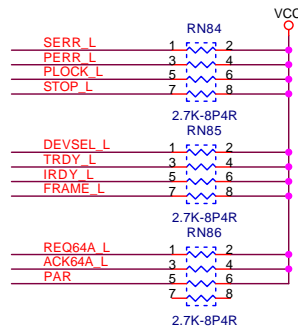 VCC
RN84
SERR_L 1 2
PERR_L 3 4
PLOCK_L 5 6
STOP_L 7 8
2.7K-8P4R
RN85
DEVSEL_L 1 2
TRDY_L 3 4
IRDY_L 5 6
FRAME_L 7 8
2.7K-8P4R
RN86
REQ64A_L 1 2
ACK64A_L 3 4
PAR 5 6
7 8
2.7K-8P4R